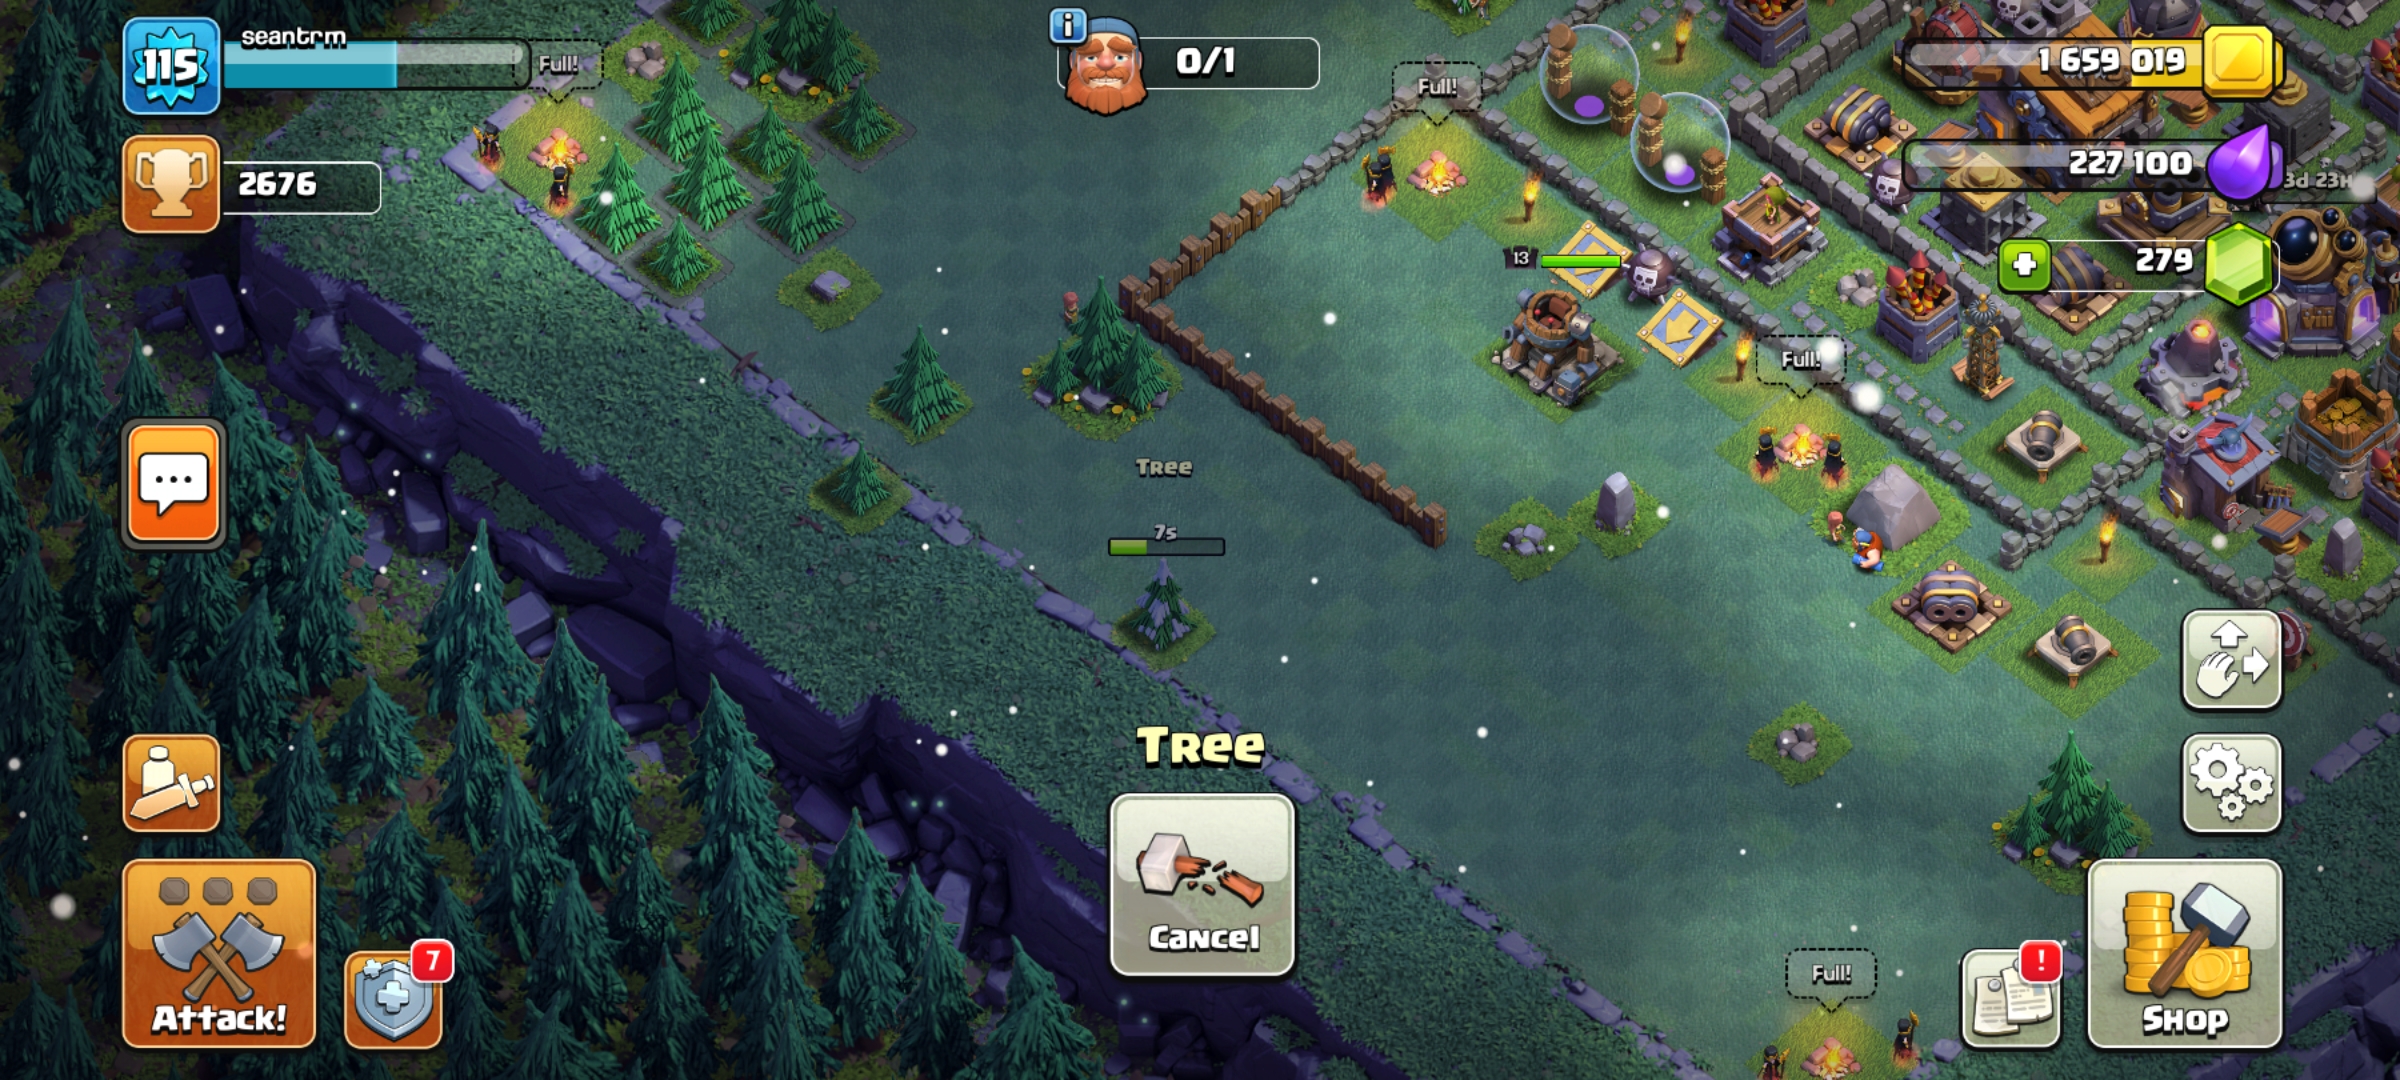 115
seantrm
Full!
i
0/1
1 659 019
Full!
2676
227 100
3d 23H
13
279
VIII
Full!
Tree
7s
Tree
Cancel
Full!
Attack!
7
!
Shop